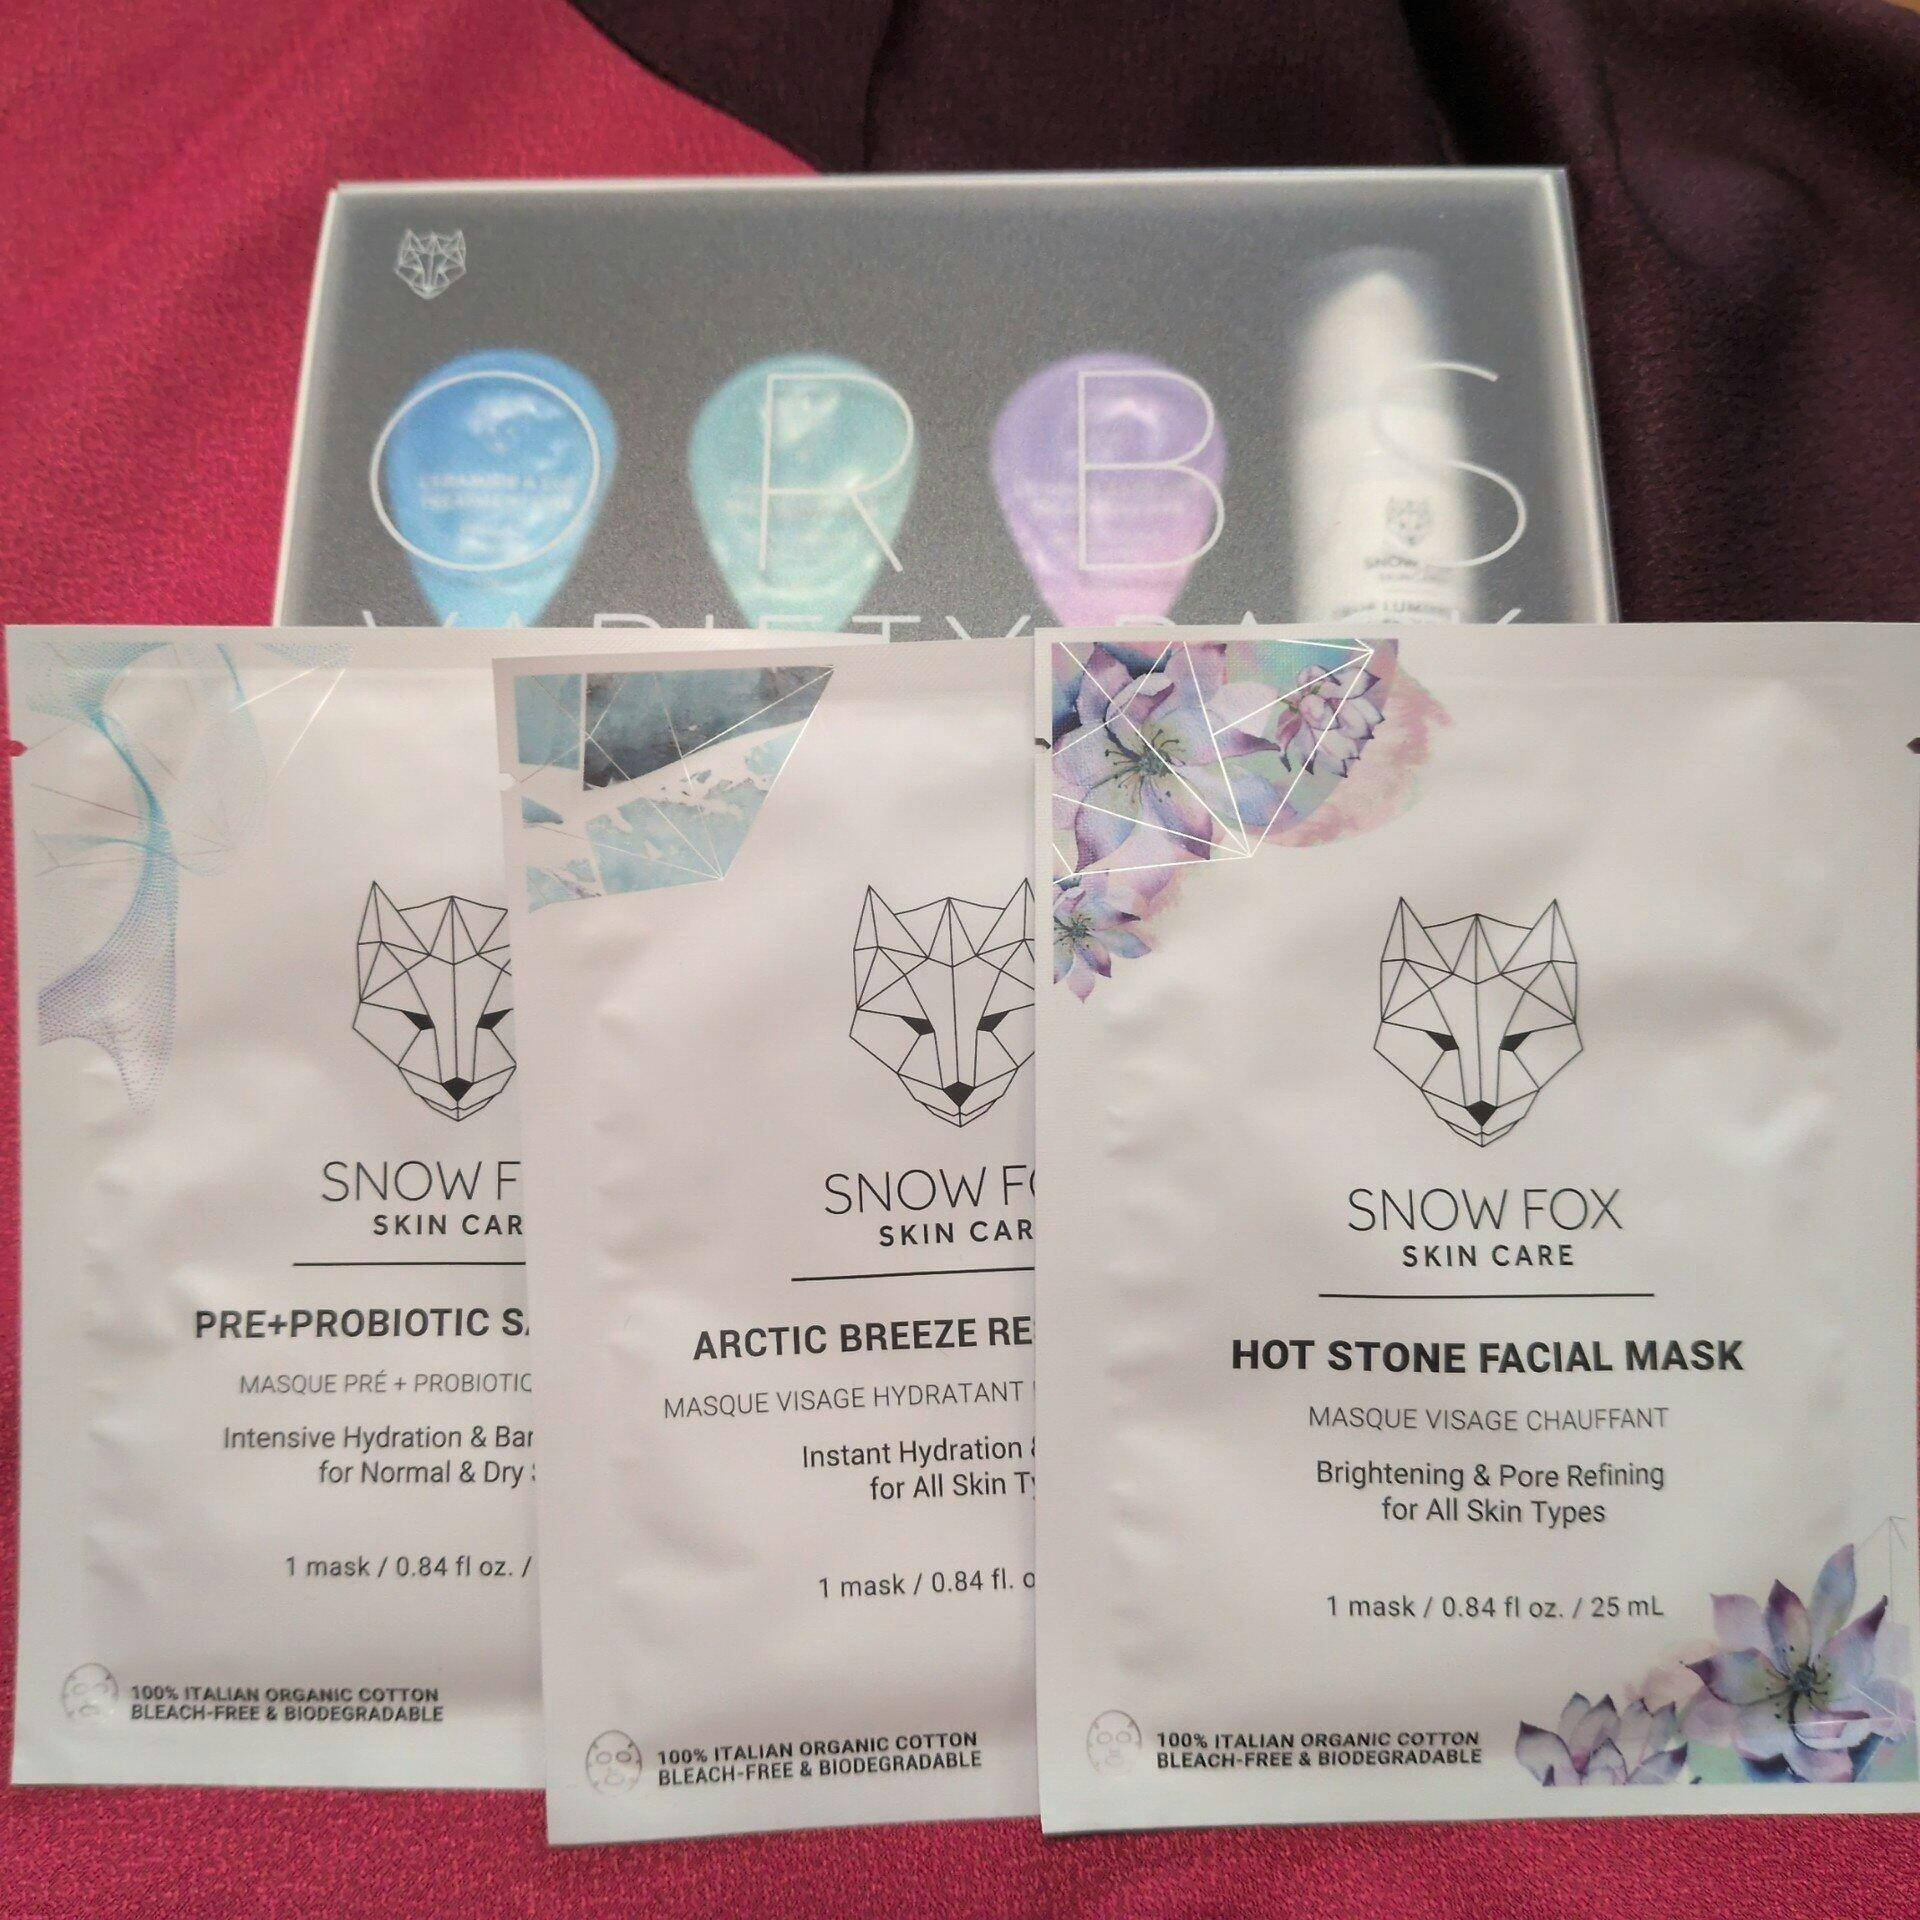 ORBS
VARIETY PACK
SNOW
SNOW F
SKIN CAR
PRE+PROBIOTIC S
MASQUE PRÉ + PROBIOTIC
Intensive Hydration & Bar
for Normal & Dry
1 mask / 0.84 fl oz. /
100% ITALIAN ORGANIC COTTON
BLEACH-FREE & BIODEGRADABLE
SNOW FO
SKIN CAR
ARCTIC BREEZE RE
MASQUE VISAGE HYDRATANT
Instant Hydration &
for All Skin Ty
1 mask / 0.84 fl. o
100% ITALIAN ORGANIC COTTON
BLEACH-FREE & BIODEGRADABLE
SNOW FOX
SKIN CARE
HOT STONE FACIAL MASK
MASQUE VISAGE CHAUFFANT
Brightening & Pore Refining
for All Skin Types
1 mask / 0.84 fl oz. / 25 mL
100% ITALIAN ORGANIC COTTON
BLEACH-FREE & BIODEGRADABLE